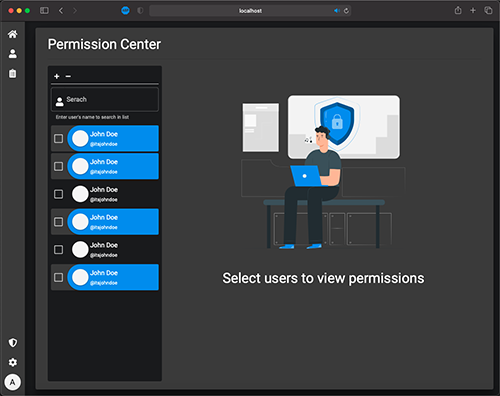 localhost
Permission Center
Serach
Enter user's name to search in list
John Doe
@itsjohndoe
John Doe
@itsjohndoe
John Doe
@itsjohndoe
John Doe
@itsjohndoe
John Doe
@itsjohndoe
John Doe
@itsjohndoe
Select users to view permissions
A